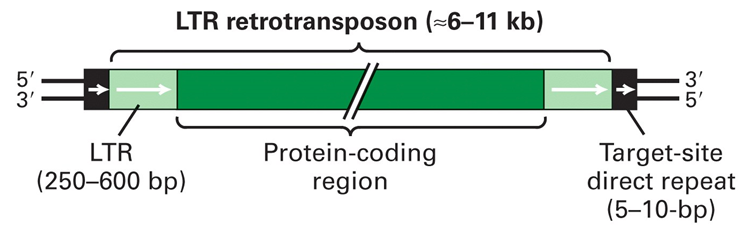 LTR retrotransposon (≈6–11 kb)
5′
3′
3′
5′
LTR
(250–600 bp)
Protein-coding
region
Target-site
direct repeat
(5–10-bp)